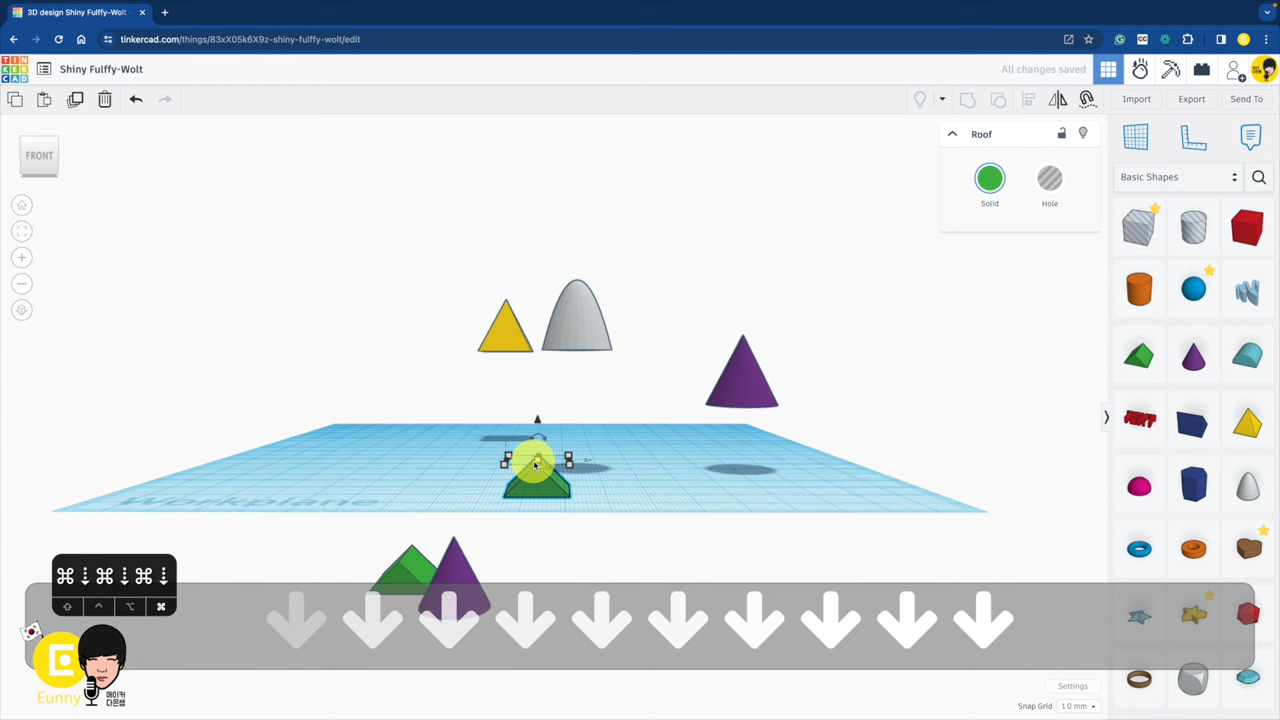 3D design Shiny Fulffy-Wolt -
tinkercad.com/things/83xX05k6X9z-shiny-fulffy-wolt/edit
TIN
KER
CAD
Shiny Fulffy-Wolt
All changes saved
Import
Export
Send To
FRONT
Roof
Solid
Hole
Basic Shapes
TEXT
Workplane
⌘⇣⌘⇣⌘⇣
Eunny
메이커
다은쌤
Settings
Snap Grid
1.0 mm